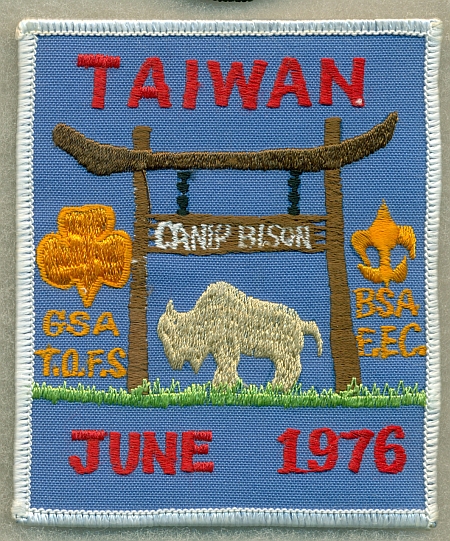 TAIWAN
CAMP BISON
GSA
T.O.F.S
BSA
F.E.C.
JUNE 1976